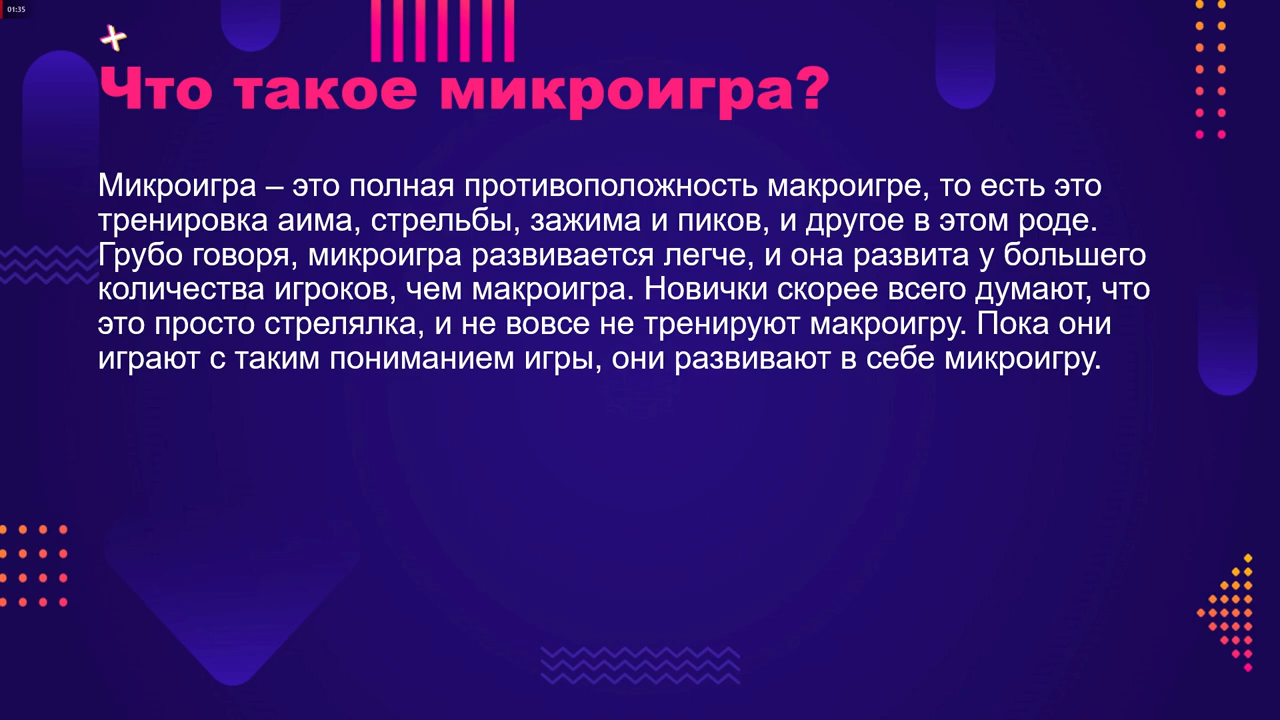 01:35
Что такое микроигра?
Микроигра – это полная противоположность макроигре, то есть это
тренировка аима, стрельбы, зажима и пиков, и другое в этом роде.
Грубо говоря, микроигра развивается легче, и она развита у большего
количества игроков, чем макроигра. Новички скорее всего думают, что
это просто стрелялка, и не вовсе не тренируют макроигру. Пока они
играют с таким пониманием игры, они развивают в себе микроигру.